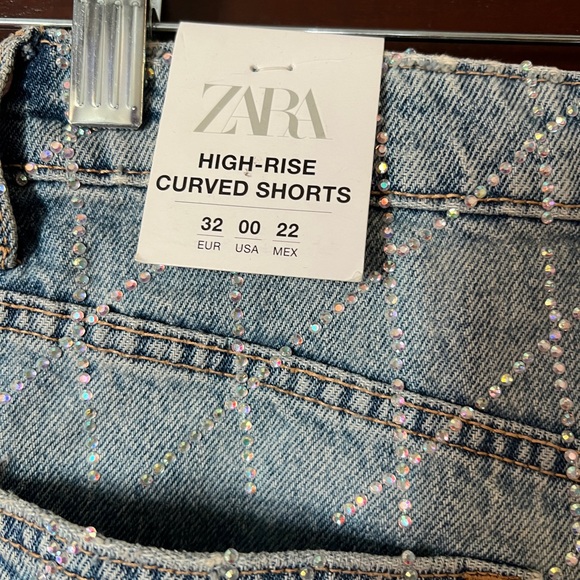 ZARA
HIGH-RISE
CURVED SHORTS
32 00 22
EUR USA MEX